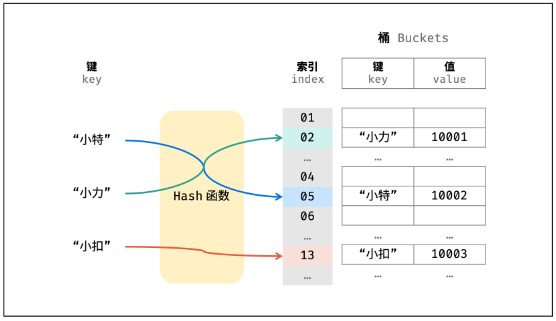 桶 Buckets
键 索引 键 值
key index key value
01
“小特” 02 “小力” 10001
… … …
04
“小力” Hash 函数 05 “小特” 10002
06
… … …
“小扣” 13 “小扣” 10003
… … …